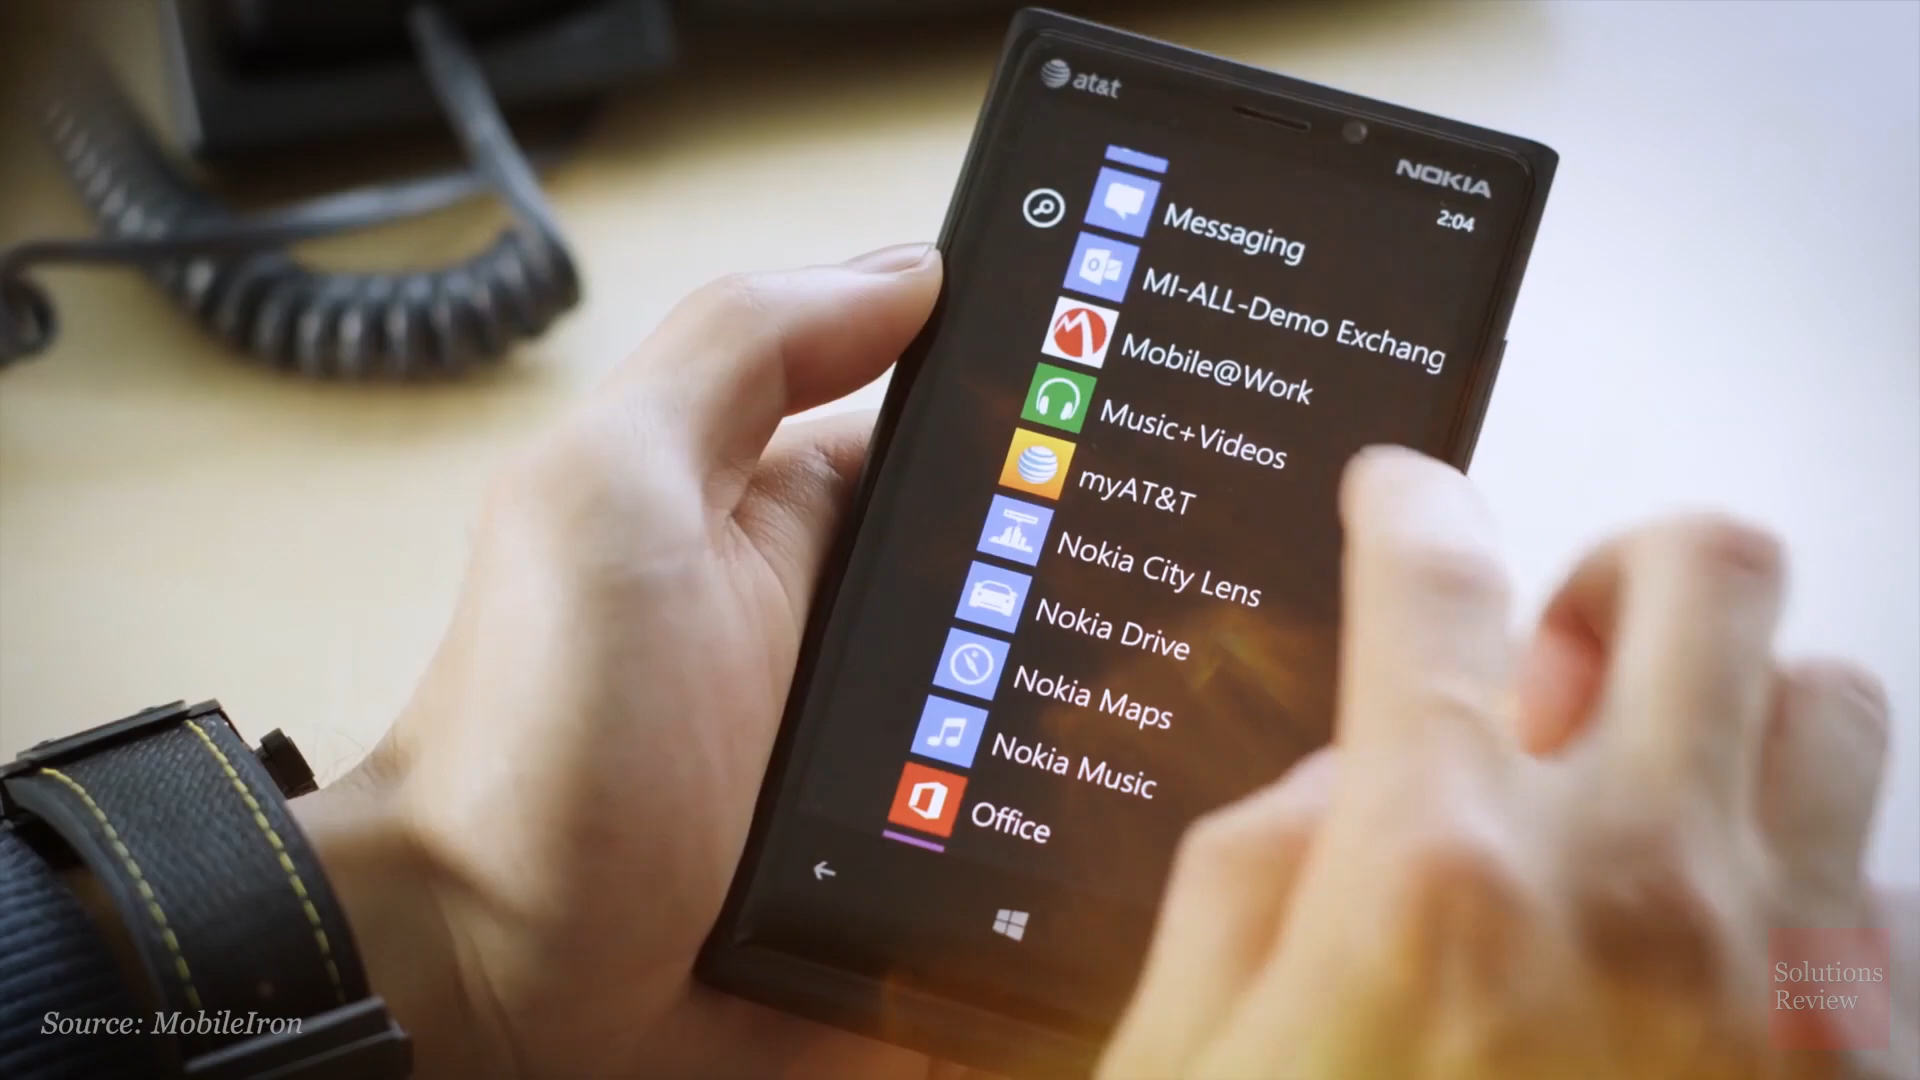 at&t
NOKIA
2:04
Messaging
MI-ALL-Demo Exchang
Mobile@Work
Music+Videos
myAT&T
Nokia City Lens
Nokia Drive
Nokia Maps
Nokia Music
Office
Source: MobileIron
Solutions
Review